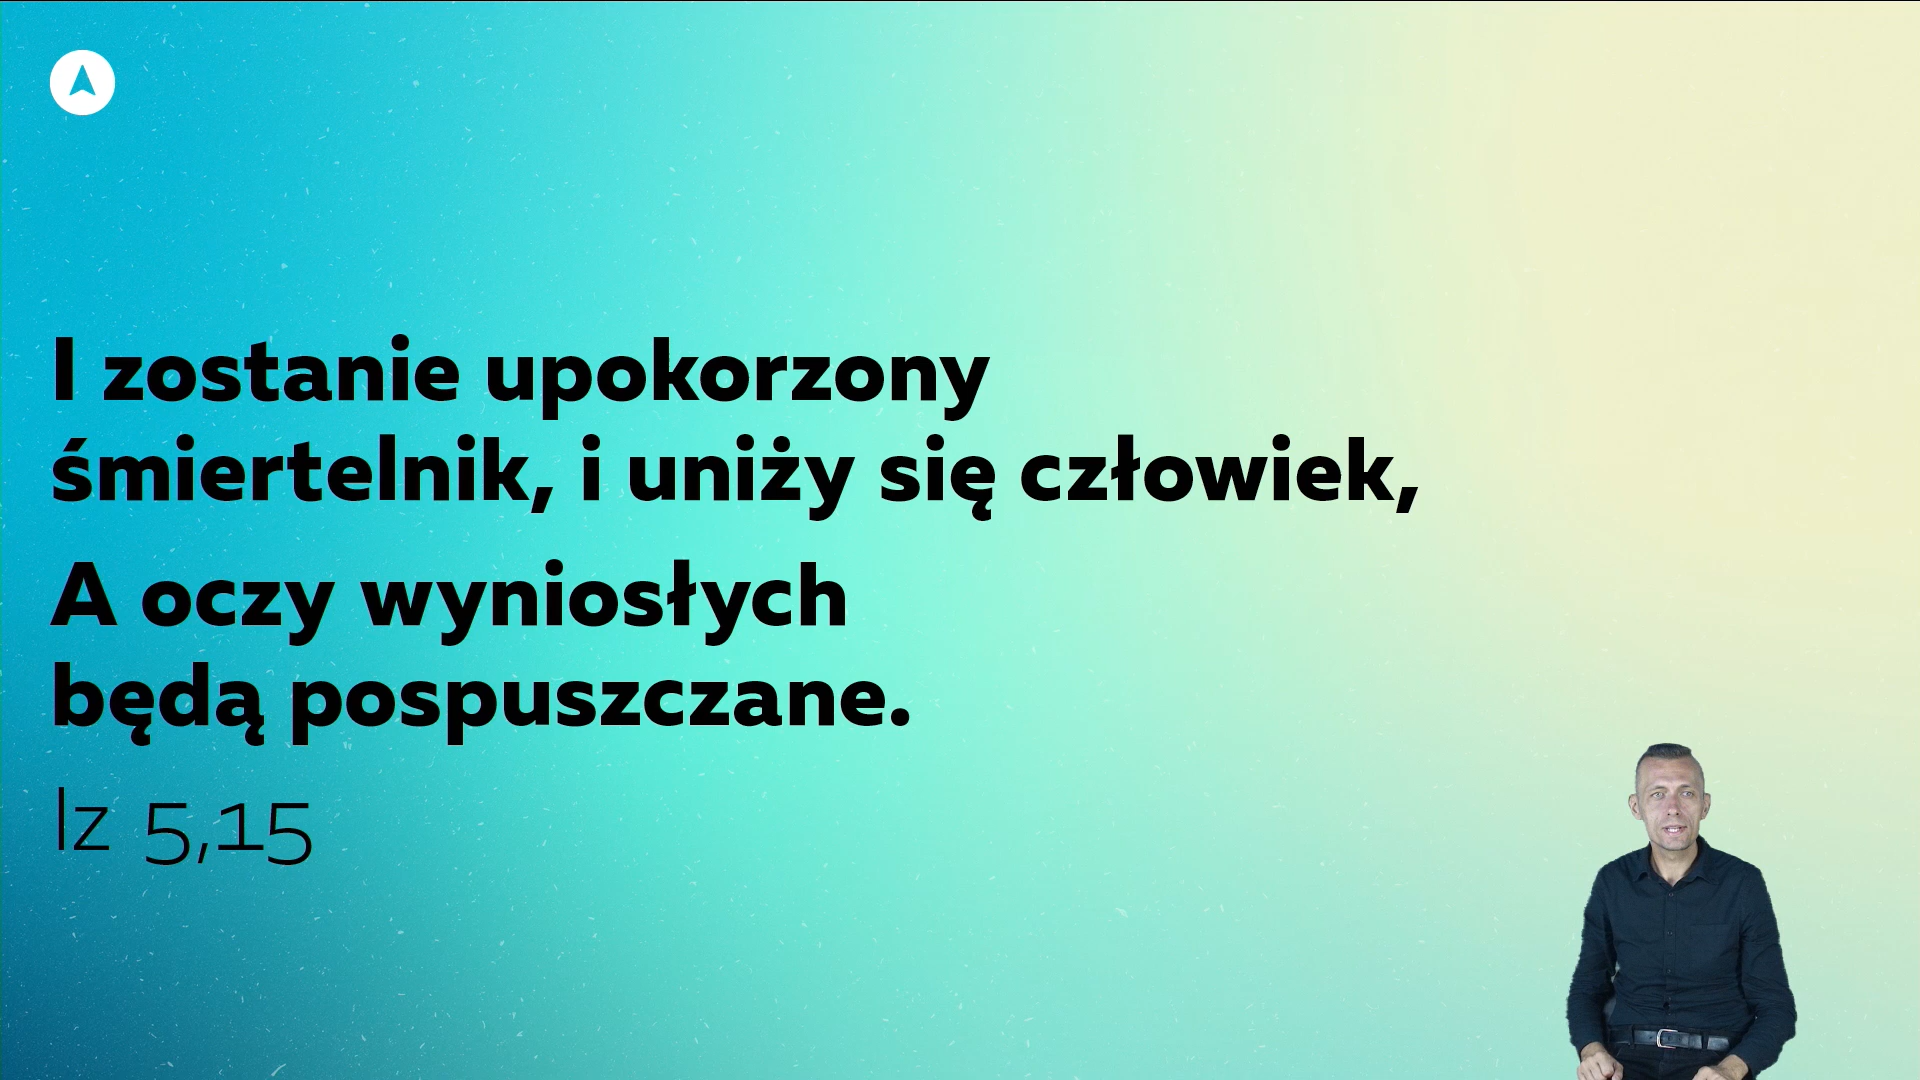 I zostanie upokorzony
śmiertelnik, i uniży się człowiek,
A oczy wyniosłych
będą pospuszczane.
Iz 5,15